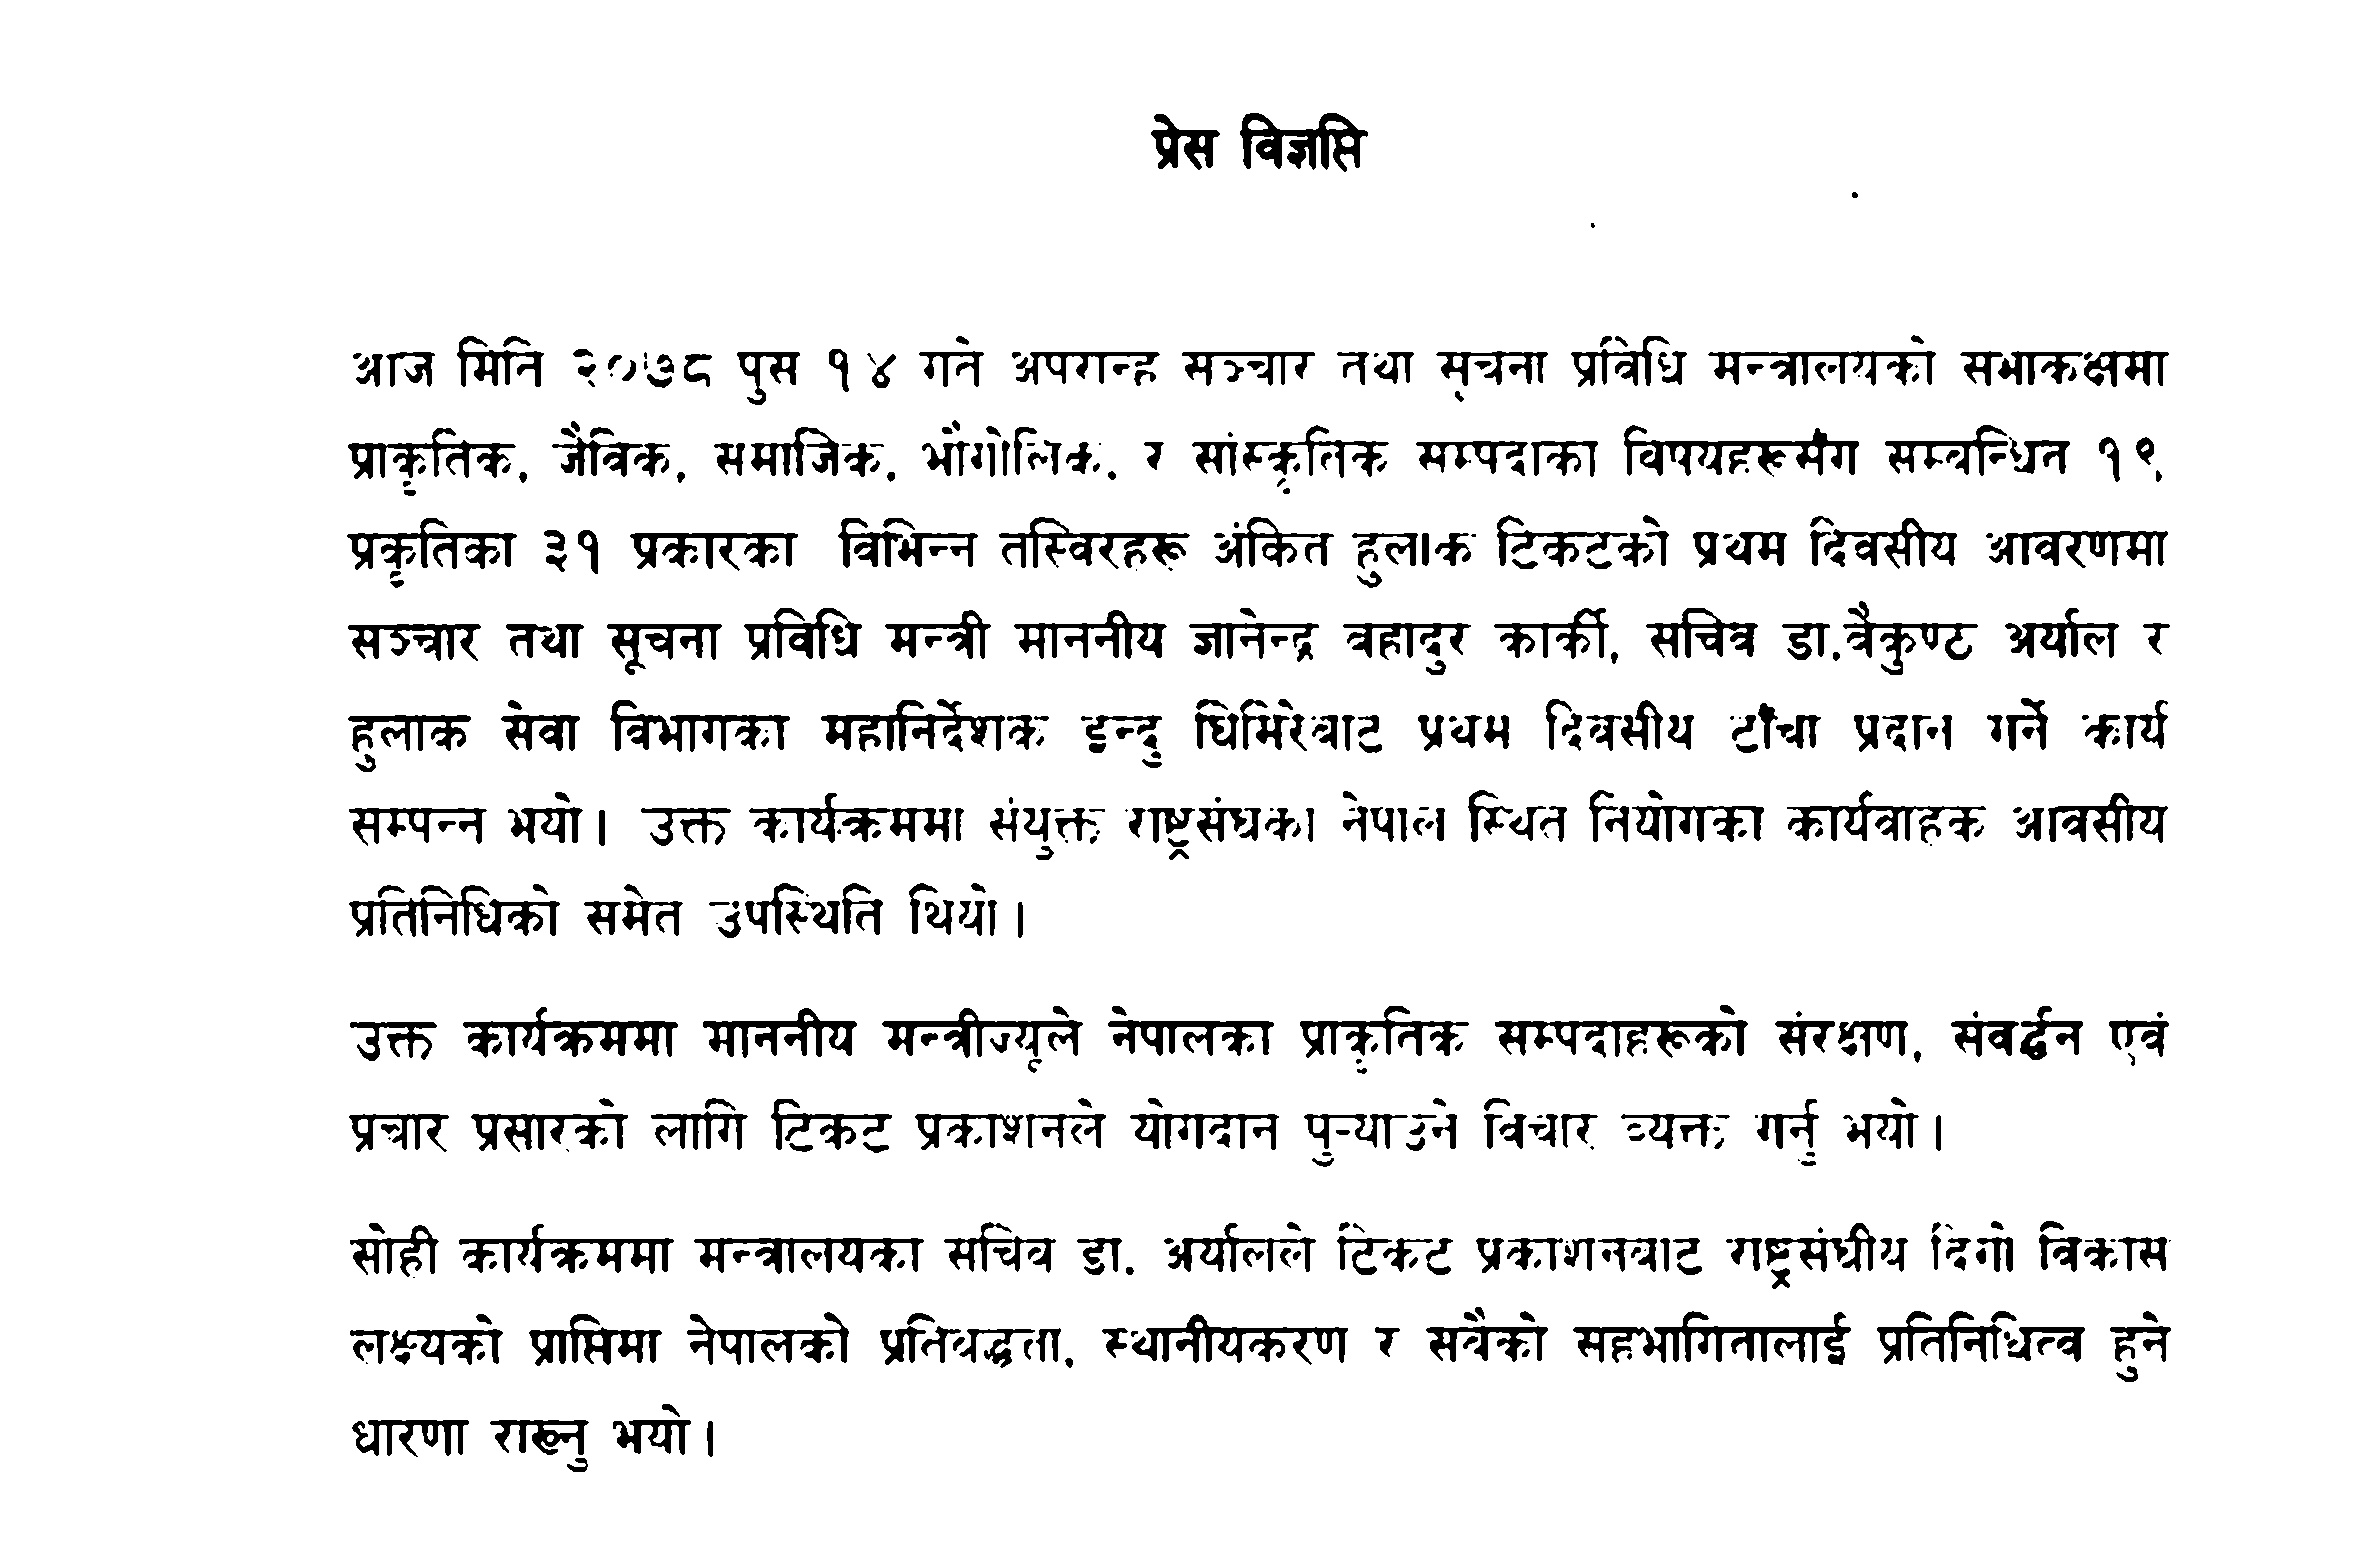 प्रेस विज्ञप्ति
आज मिति २०७८ पुस १४ गते अपरान्ह सञ्चार तथा सूचना प्रविधि मन्त्रालयको सभाकक्षमा
प्राकृतिक, जैविक, समाजिक, भौगोलिक, र सांस्कृतिक सम्पदाका विषयहरूसँग सम्बन्धित १९
प्रकृतिका ३१ प्रकारका विभिन्न तस्विरहरू अंकित हुलाक टिकटको प्रथम दिवसीय आवरणमा
सञ्चार तथा सूचना प्रविधि मन्त्री माननीय ज्ञानेन्द्र बहादुर कार्की, सचिव डा.बैकुण्ठ अर्याल र
हुलाक सेवा विभागका महानिर्देशक इन्दु घिमिरेबाट प्रथम दिवसीय टाँचा प्रदान गर्ने कार्य
सम्पन्न भयो। उक्त कार्यक्रममा संयुक्त राष्ट्रसंघका नेपाल स्थित नियोगका कार्यवाहक आवसीय
प्रतिनिधिको समेत उपस्थिति थियो।
उक्त कार्यक्रममा माननीय मन्त्रीज्यूले नेपालका प्राकृतिक सम्पदाहरूको संरक्षण, संवर्द्धन एवं
प्रचार प्रसारको लागि टिकट प्रकाशनले योगदान पुऱ्याउने विचार व्यक्त गर्नु भयो।
सोही कार्यक्रममा मन्त्रालयका सचिव डा. अर्यालले टिकट प्रकाशनबाट राष्ट्रसंघीय दिगो विकास
लक्ष्यको प्राप्तिमा नेपालको प्रतिबद्धता, स्थानीयकरण र सबैको सहभागितालाई प्रतिनिधित्व हुने
धारणा राख्नु भयो।